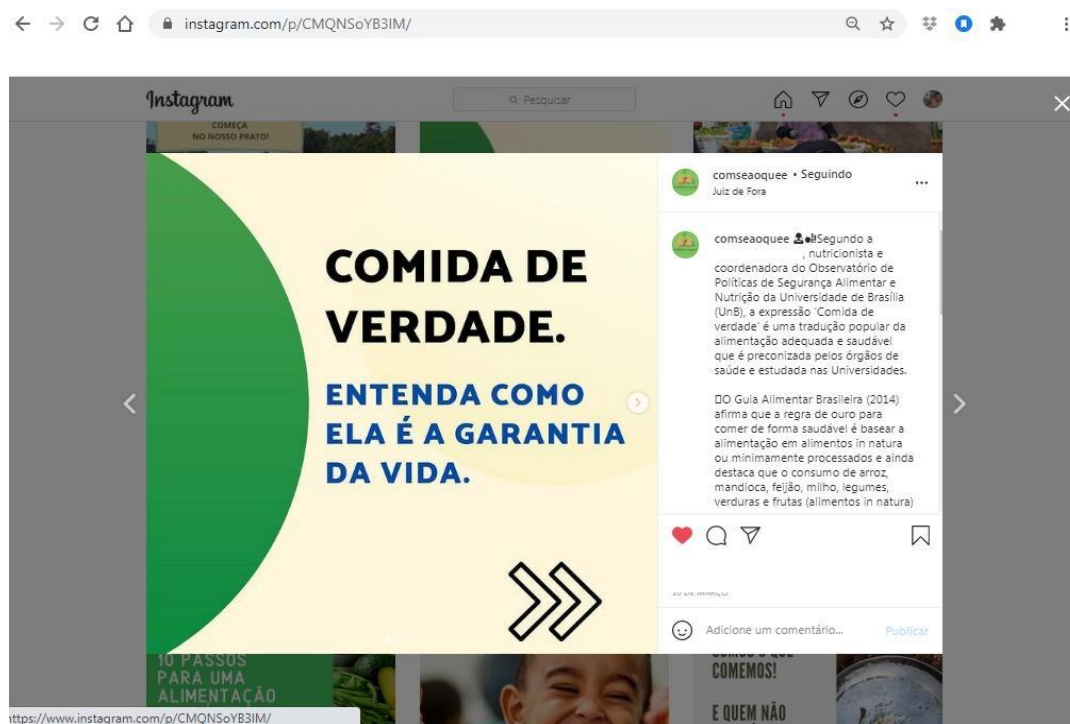 instagram.com/p/CMQNSoYB3IM/
Instagram
Pesquisar
COMEÇA
NO NOSSO PRATO!
COMIDA DE
VERDADE.
ENTENDA COMO
ELA É A GARANTIA
DA VIDA.
comseaoquee • Seguindo
Juiz de Fora
comseaoquee Segundo a
, nutricionista e
coordenadora do Observatório de
Políticas de Segurança Alimentar e
Nutrição da Universidade de Brasília
(UnB), a expressão 'Comida de
verdade' é uma tradução popular da
alimentação adequada e saudável
que é preconizada pelos órgãos de
saúde e estudada nas Universidades.
O Guia Alimentar Brasileira (2014)
afirma que a regra de ouro para
comer de forma saudável é basear a
alimentação em alimentos in natura
ou minimamente processados e ainda
destaca que o consumo de arroz,
mandioca, feijão, milho, legumes,
verduras e frutas (alimentos in natura)
DE MARÇO
Adicione um comentário...
Publicar
10 PASSOS
PARA UMA
ALIMENTAÇÃO
SOMOS O QUE
COMEMOS!
E QUEM NÃO
https://www.instagram.com/p/CMQNSoYB3IM/